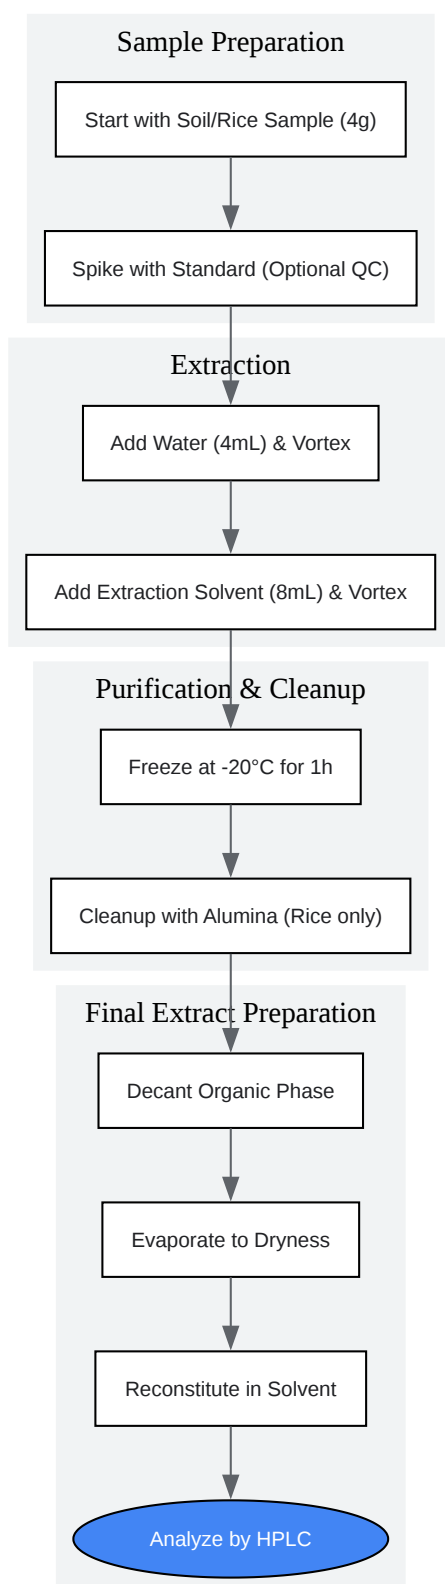 Sample Preparation
Start with Soil/Rice Sample (4g)
Spike with Standard (Optional QC)
Extraction
Add Water (4mL) & Vortex
Add Extraction Solvent (8mL) & Vortex
Purification & Cleanup
Freeze at -20°C for 1h
Cleanup with Alumina (Rice only)
Final Extract Preparation
Decant Organic Phase
Evaporate to Dryness
Reconstitute in Solvent
Analyze by HPLC